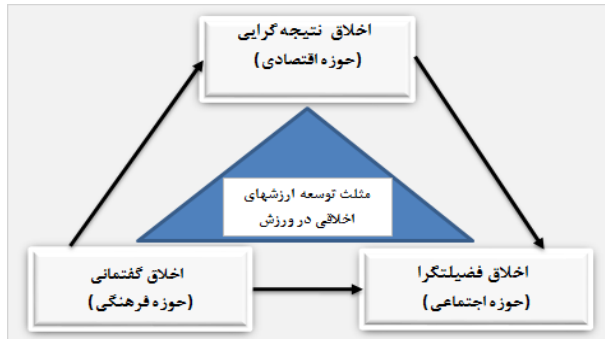 اخلاق نتیجه گرایی
(حوزه اقتصادی)
مثلث توسعه ارزشهای
اخلاقی در ورزش
اخلاق فضیلتگرا
(حوزه اجتماعی)
اخلاق گفتمانی
(حوزه فرهنگی)